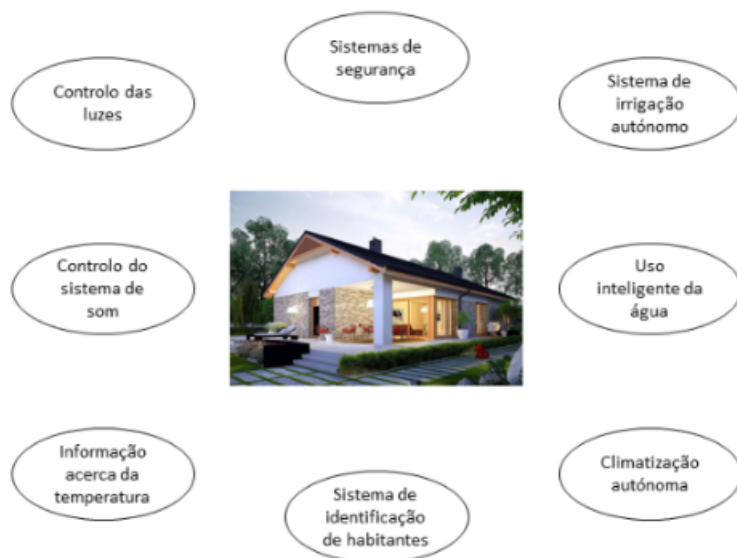 Sistemas de
segurança
Controlo das
luzes
Sistema de
irrigação
autónomo
Controlo do
sistema de
som
Uso
inteligente da
água
Informação
acerca da
temperatura
Climatização
autónoma
Sistema de
identificação
de habitantes